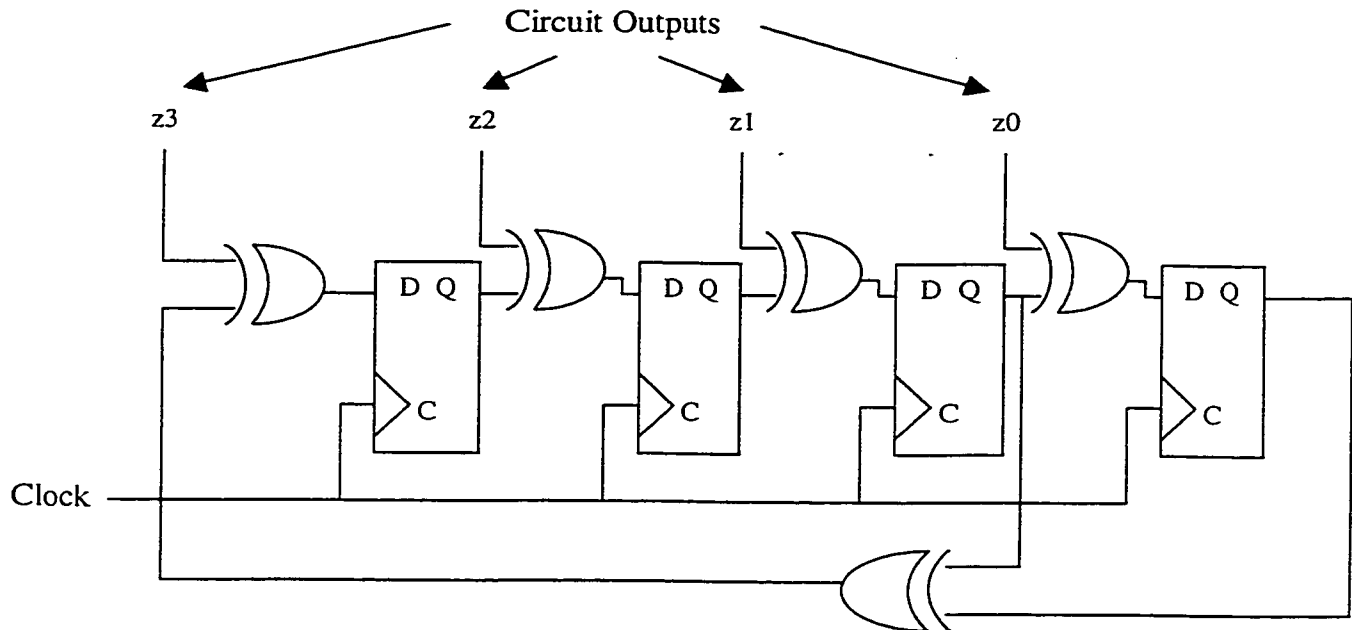 Circuit Outputs
z3 z2 z1 z0
D Q D Q D Q D Q
C C C C
Clock